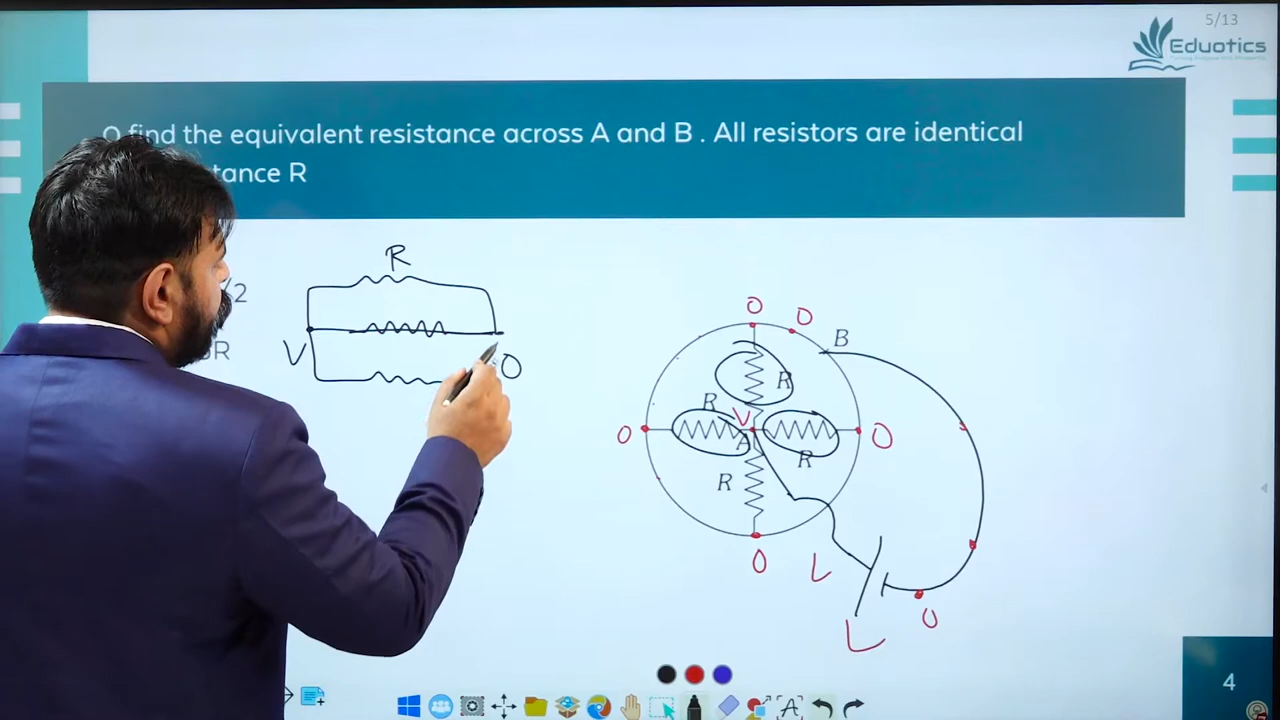 5/13
Eduotics
Q find the equivalent resistance across A and B . All resistors are identical
tance R
/2
R
R
V
O
O
O
B
R
R
V
O
A
O
R
R
O
O
4